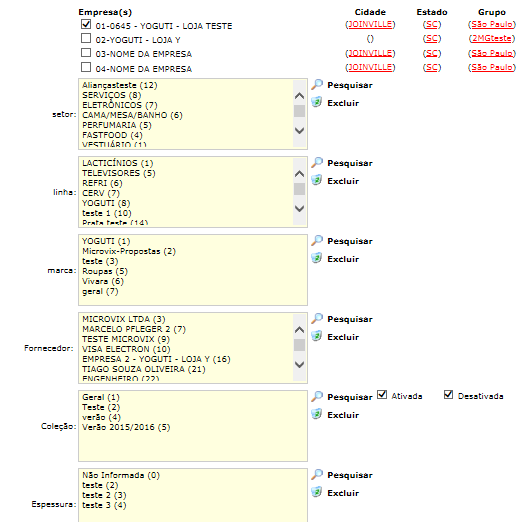 Empresa(s) Cidade Estado Grupo
01-0645 - YOGUTI - LOJA TESTE (JOINVILLE) (SC) (São Paulo)
02-YOGUTI - LOJA Y () (SC) (2MGteste)
03-NOME DA EMPRESA (JOINVILLE) (SC) (São Paulo)
04-NOME DA EMPRESA (JOINVILLE) (SC) (São Paulo)
setor:
Aliançasteste (12)
SERVIÇOS (8)
ELETRÔNICOS (7)
CAMA/MESA/BANHO (6)
PERFUMARIA (5)
FASTFOOD (4)
VESTUÁRIO (1)
Pesquisar
Excluir
linha:
LACTICÍNIOS (1)
TELEVISORES (5)
REFRI (6)
CERV (7)
YOGUTI (8)
teste 1 (10)
Prata teste (14)
Pesquisar
Excluir
marca:
YOGUTI (1)
Microvix-Propostas (2)
teste (3)
Roupas (5)
Vivara (6)
geral (7)
Pesquisar
Excluir
Fornecedor:
MICROVIX LTDA (3)
MARCELO PFLEGER 2 (7)
TESTE MICROVIX (9)
VISA ELECTRON (10)
EMPRESA 2 - YOGUTI - LOJA Y (16)
TIAGO SOUZA OLIVEIRA (21)
ENGENHEIRO (22)
Pesquisar
Excluir
Coleção:
Geral (1)
Teste (2)
verão (4)
Verão 2015/2016 (5)
Pesquisar Ativada Desativada
Excluir
Espessura:
Não Informada (0)
teste (2)
teste 2 (3)
teste 3 (4)
Pesquisar
Excluir